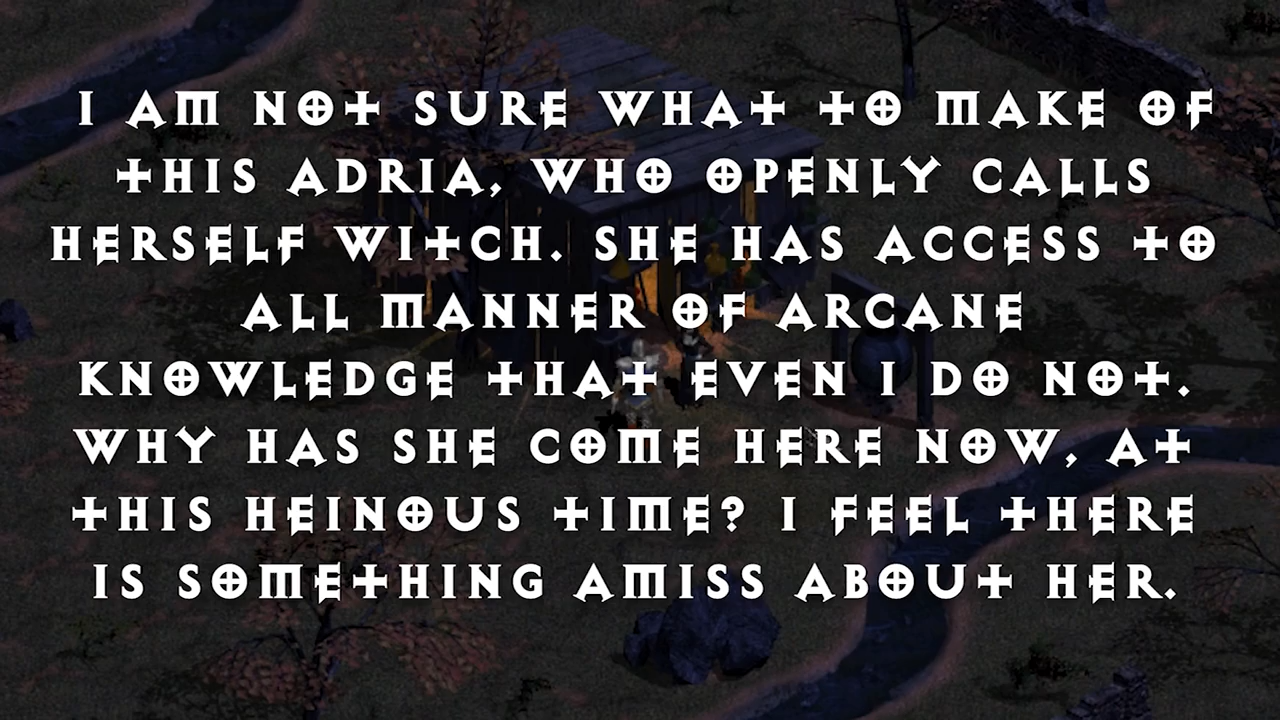 I AM NOT SURE WHAT TO MAKE OF
THIS ADRIA, WHO OPENLY CALLS
HERSELF WITCH. SHE HAS ACCESS TO
ALL MANNER OF ARCANE
KNOWLEDGE THAT EVEN I DO NOT.
WHY HAS SHE COME HERE NOW, AT
THIS HEINOUS TIME? I FEEL THERE
IS SOMETHING AMISS ABOUT HER.